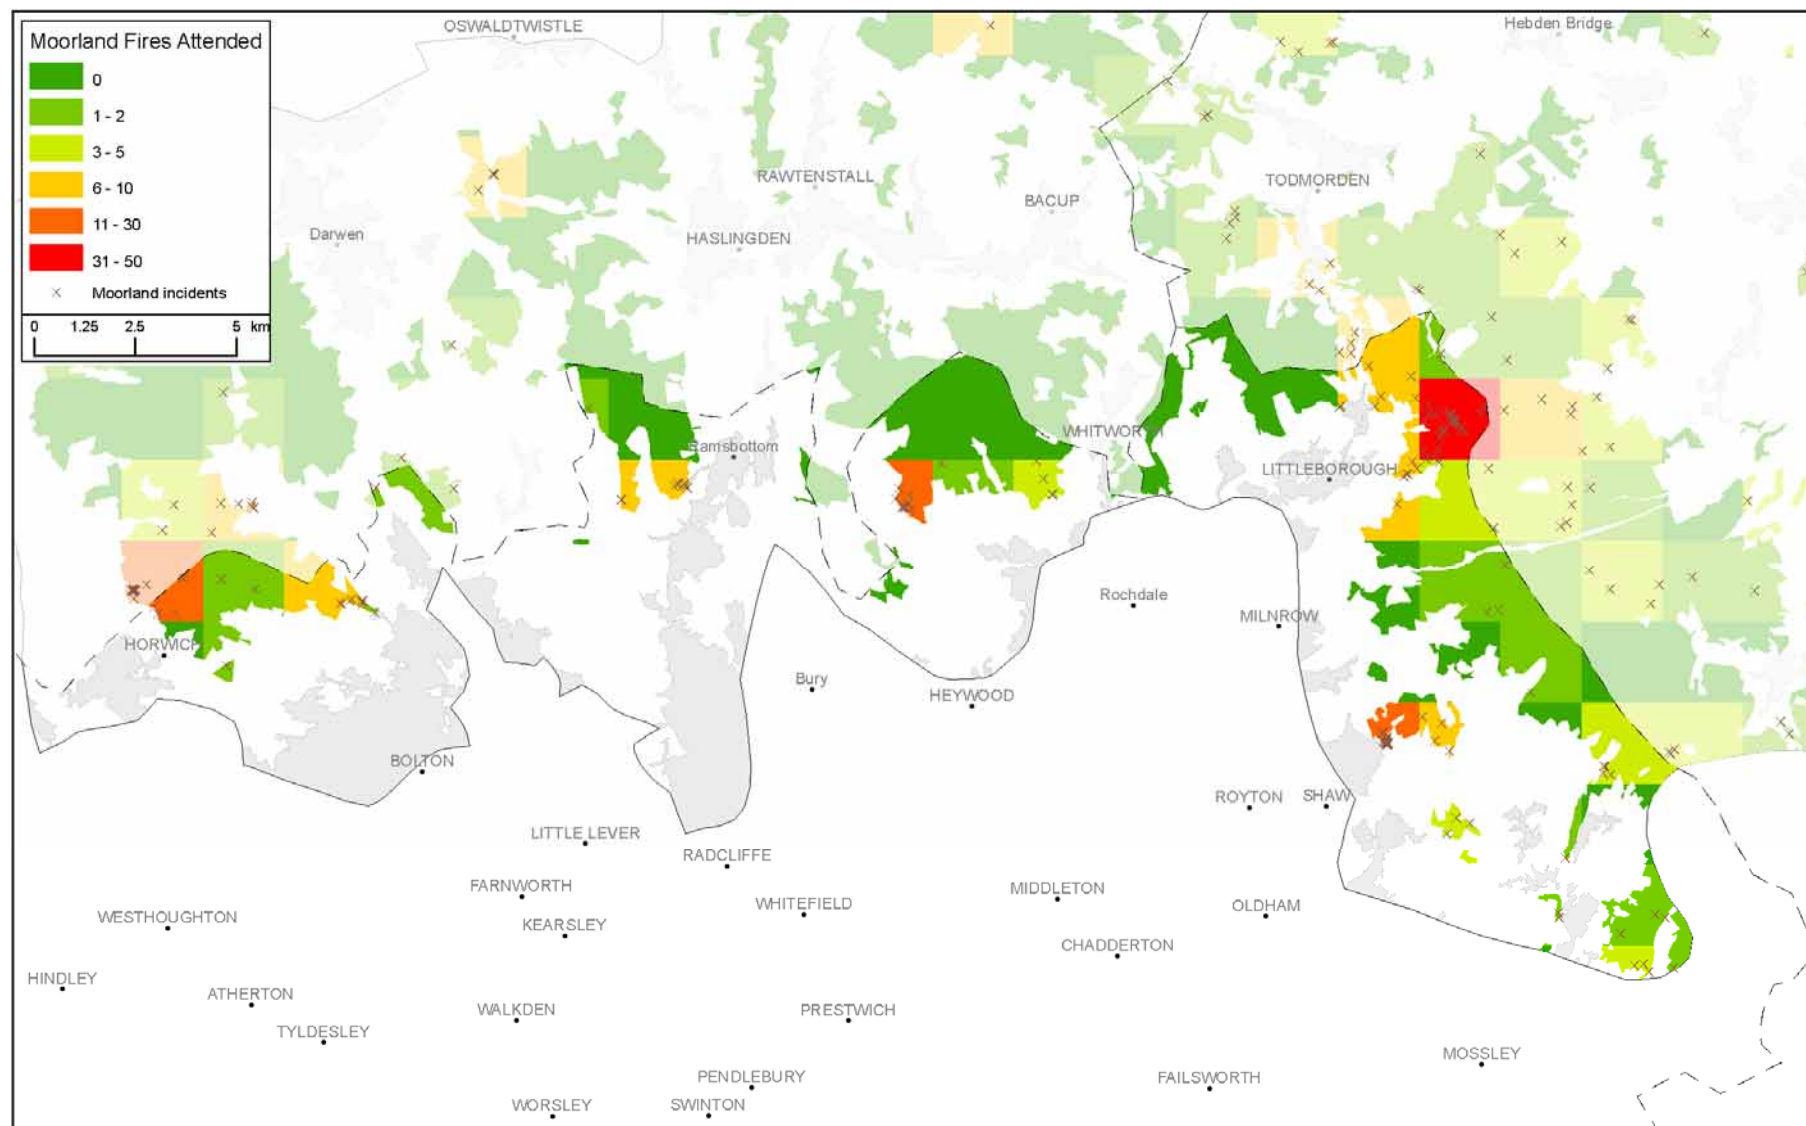 OSWALDTWISTLE
Hebden Bridge
Moorland Fires Attended
0
1 - 2
3 - 5
6 - 10
11 - 30
31 - 50
Moorland incidents
0 1.25 2.5 5 km
RAWTENSTALL
TODMORDEN
BACUP
Darwen
HASLINGDEN
WHITWORTH
Ramsbottom
LITTLEBOROUGH
Rochdale
MILNROW
HORWICH
Bury
HEYWOOD
BOLTON
ROYTON
SHAW
LITTLE LEVER
RADCLIFFE
FARNWORTH
MIDDLETON
WHITEFIELD
OLDHAM
WESTHOUGHTON
KEARSLEY
CHADDERTON
HINDLEY
ATHERTON
WALKDEN
PRESTWICH
TYLDESLEY
MOSSLEY
PENDLEBURY
FAILSWORTH
WORSLEY
SWINTON